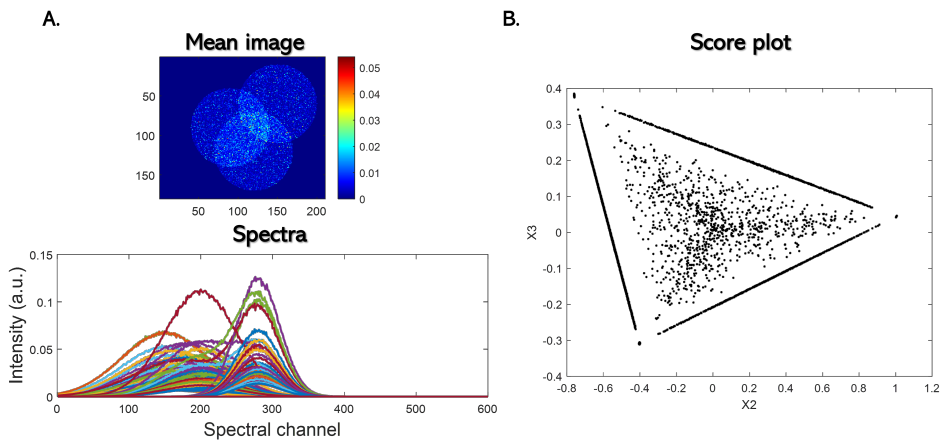 A.
Mean image
50
100
150
50 100 150 200
0.05
0.04
0.03
0.02
0.01
0
Spectra
Intensity (a.u.)
0.15
0.1
0.05
0
0 100 200 300 400 500 600
Spectral channel
B.
Score plot
X3
0.4
0.3
0.2
0.1
0
-0.1
-0.2
-0.3
-0.4
-0.8 -0.6 -0.4 -0.2 0 0.2 0.4 0.6 0.8 1 1.2
X2